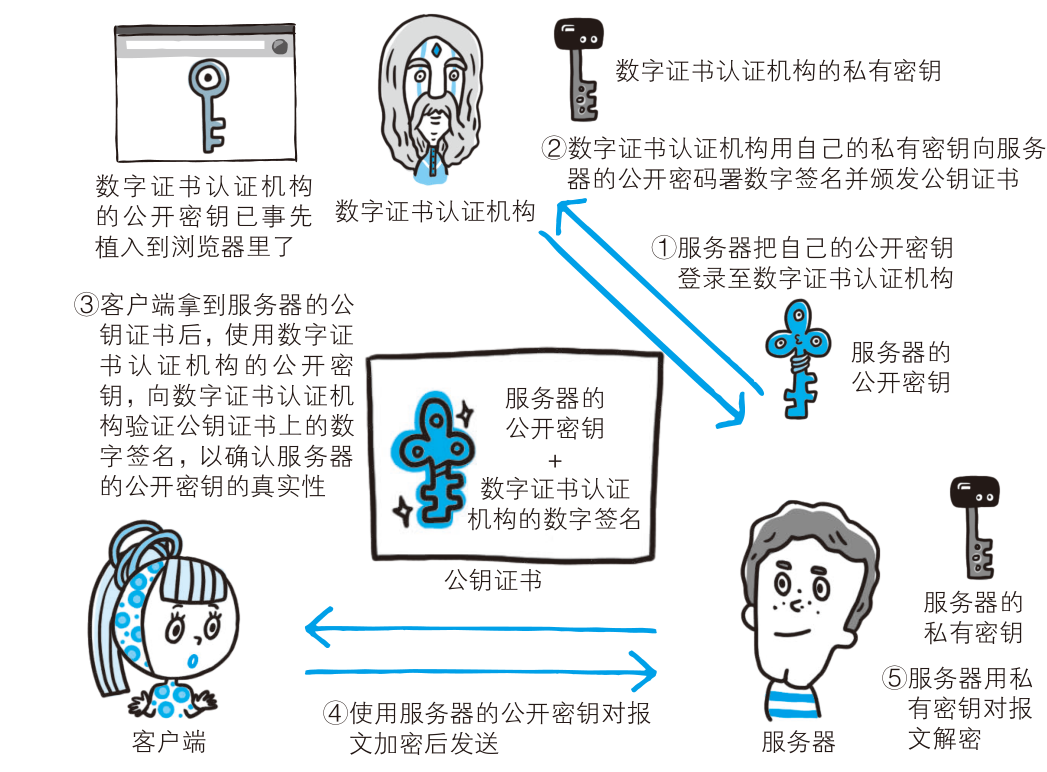 数字证书认证机构的私有密钥
②数字证书认证机构用自己的私有密钥向服务
器的公开密码署数字签名并颁发公钥证书
数字证书认证机构
的公开密钥已事先
植入到浏览器里了
数字证书认证机构
①服务器把自己的公开密钥
登录至数字证书认证机构
③客户端拿到服务器的公
钥证书后，使用数字证
书认证机构的公开密
钥，向数字证书认证机
构验证公钥证书上的数
字签名，以确认服务器
的公开密钥的真实性
服务器的
公开密钥
服务器的
公开密钥
+
数字证书认证
机构的数字签名
公钥证书
服务器的
私有密钥
④使用服务器的公开密钥对报
文加密后发送
⑤服务器用私
有密钥对报
文解密
客户端
服务器